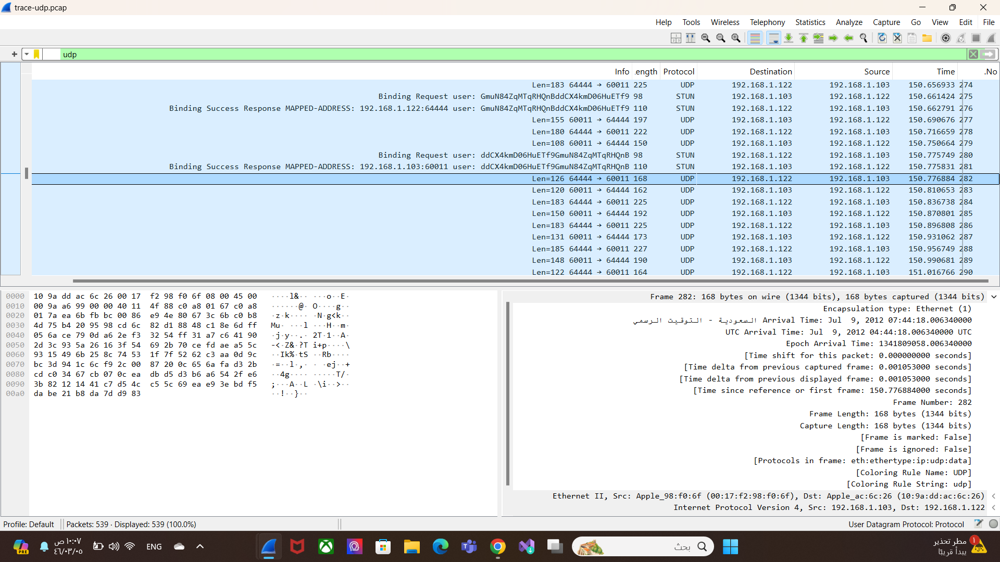 trace-udp.pcap
Help Tools Wireless Telephony Statistics Analyze Capture Go View Edit File
udp
Info .ength Protocol Destination Source Time .No
Len=183 64444 → 60011 225 UDP 192.168.1.122 192.168.1.103 150.656933 274
Binding Request user: GmuN84ZqMTqRHQnBddCX4kmD06HuETf9 98 STUN 192.168.1.103 192.168.1.122 150.661424 275
Binding Success Response MAPPED-ADDRESS: 192.168.1.122:64444 user: GmuN84ZqMTqRHQnBddCX4kmD06HuETf9 110 STUN 192.168.1.122 192.168.1.103 150.662791 276
Len=155 60011 → 64444 197 UDP 192.168.1.103 192.168.1.122 150.690676 277
Len=180 64444 → 60011 222 UDP 192.168.1.122 192.168.1.103 150.716659 278
Len=108 60011 → 64444 150 UDP 192.168.1.103 192.168.1.122 150.750664 279
Binding Request user: ddCX4kmD06HuETf9GmuN84ZqMTqRHQnB 98 STUN 192.168.1.122 192.168.1.103 150.775749 280
Binding Success Response MAPPED-ADDRESS: 192.168.1.103:60011 user: ddCX4kmD06HuETf9GmuN84ZqMTqRHQnB 110 STUN 192.168.1.103 192.168.1.122 150.775831 281
Len=126 64444 → 60011 168 UDP 192.168.1.122 192.168.1.103 150.776884 282
Len=120 60011 → 64444 162 UDP 192.168.1.103 192.168.1.122 150.810653 283
Len=183 64444 → 60011 225 UDP 192.168.1.122 192.168.1.103 150.836738 284
Len=150 60011 → 64444 192 UDP 192.168.1.103 192.168.1.122 150.870801 285
Len=183 64444 → 60011 225 UDP 192.168.1.122 192.168.1.103 150.896808 286
Len=131 60011 → 64444 173 UDP 192.168.1.103 192.168.1.122 150.931062 287
Len=185 64444 → 60011 227 UDP 192.168.1.122 192.168.1.103 150.956749 288
Len=148 60011 → 64444 190 UDP 192.168.1.103 192.168.1.122 150.990681 289
Len=122 64444 → 60011 164 UDP 192.168.1.122 192.168.1.103 151.016766 290
0000 10 9a dd ac 6c 26 00 17 f2 98 f0 6f 08 00 45 00 ····l&·· ···o··E·
0010 00 9a a6 99 00 00 40 11 4f 88 c0 a8 01 67 c0 a8 ······@· O····g··
0020 01 7a ea 6b fb bc 00 86 e9 4e 80 67 3c 6b c0 b8 ·z·k···· ·N·g<k··
0030 4d 75 b4 20 95 98 cd 6c 82 d1 88 48 c1 8e 6d ff Mu· ···l ···H··m·
0040 05 6a ce 79 0d a6 2e f3 32 54 ff 31 a7 c6 41 90 ·j·y··.· 2T·1··A·
0050 2d 3c 93 5a 26 16 3f 54 69 2b 70 ce fd ae a5 5c -<·Z&·?T i+p····\
0060 93 15 49 6b 25 8c 74 53 1f 7f 52 62 c3 aa 0d 9c ··Ik%·tS ··Rb····
0070 bc 3d 94 1c 6c f9 2c 00 87 20 0c 65 6a fa d3 2b ·=··l·,· · ·ej··+
0080 cd c0 34 67 cb 07 0c ea db d5 d3 b6 a6 54 2f e6 ··4g···· ·····T/·
0090 3b 82 12 14 41 c7 d5 4c c5 5c 69 ea e9 3e bd f5 ;···A··L ·\i··>··
00a0 da be 21 b8 da 7d d9 83 ··!··}··
Frame 282: 168 bytes on wire (1344 bits), 168 bytes captured (1344 bits)
Encapsulation type: Ethernet (1)
Arrival Time: Jul 9, 2012 07:44:18.006340000 السعودية - التوقيت الرسمي
UTC Arrival Time: Jul 9, 2012 04:44:18.006340000 UTC
Epoch Arrival Time: 1341809058.006340000
[Time shift for this packet: 0.000000000 seconds]
[Time delta from previous captured frame: 0.001053000 seconds]
[Time delta from previous displayed frame: 0.001053000 seconds]
[Time since reference or first frame: 150.776884000 seconds]
Frame Number: 282
Frame Length: 168 bytes (1344 bits)
Capture Length: 168 bytes (1344 bits)
[Frame is marked: False]
[Frame is ignored: False]
[Protocols in frame: eth:ethertype:ip:udp:data]
[Coloring Rule Name: UDP]
[Coloring Rule String: udp]
Ethernet II, Src: Apple_98:f0:6f (00:17:f2:98:f0:6f), Dst: Apple_ac:6c:26 (10:9a:dd:ac:6c:26)
Internet Protocol Version 4, Src: 192.168.1.103, Dst: 192.168.1.122
Profile: Default Packets: 539 · Displayed: 539 (100.0%) User Datagram Protocol: Protocol
PRE
١٠:٠٧ ص
٤٦/٠٣/٠٥
ENG
بحث
مطر تحذير
يبدأ قريبًا
١